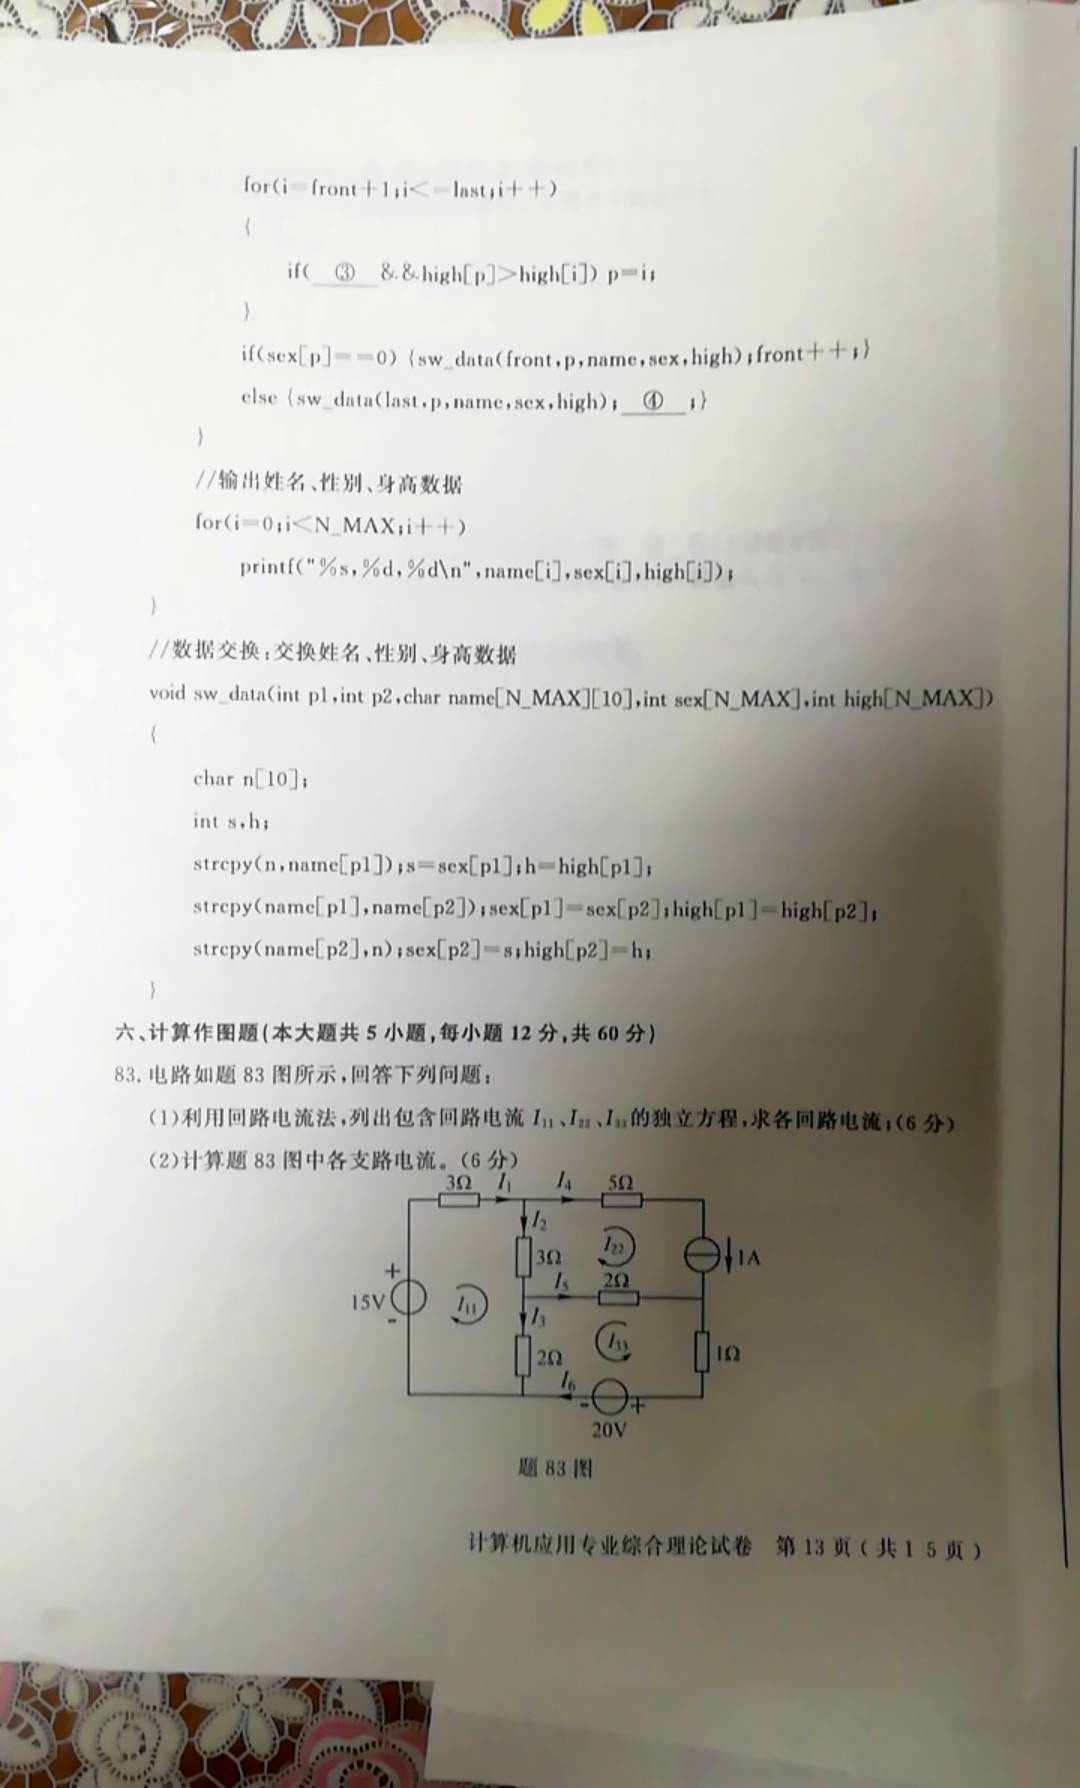 for(i=front+1;i<=last;i++)
{
if( ③ &&high[p]>high[i]) p=i;
}
if(sex[p]==0) {sw_data(front,p,name,sex,high);front++;}
else {sw_data(last,p,name,sex,high); ④ ;}
}
//输出姓名、性别、身高数据
for(i=0;i<N_MAX;i++)
printf("%s,%d,%d\n",name[i],sex[i],high[i]);
}
//数据交换:交换姓名、性别、身高数据
void sw_data(int p1,int p2,char name[N_MAX][10],int sex[N_MAX],int high[N_MAX])
{
char n[10];
int s,h;
strcpy(n,name[p1]);s=sex[p1];h=high[p1];
strcpy(name[p1],name[p2]);sex[p1]=sex[p2];high[p1]=high[p2];
strcpy(name[p2],n);sex[p2]=s;high[p2]=h;
}
六、计算作图题(本大题共 5 小题,每小题 12 分,共 60 分)
83. 电路如题 83 图所示,回答下列问题:
(1)利用回路电流法,列出包含回路电流 I₁₁、I₂₂、I₃₃的独立方程,求各回路电流;(6 分)
(2)计算题 83 图中各支路电流。(6 分)
3Ω I₁ I₄ 5Ω
I₂
3Ω I₂₂ 1A
+ I₅ 2Ω
15V I₁₁
- I₃
2Ω I₃₃ 1Ω
I₆ - +
20V
题 83 图
计算机应用专业综合理论试卷 第 13 页 ( 共 1 5 页 )